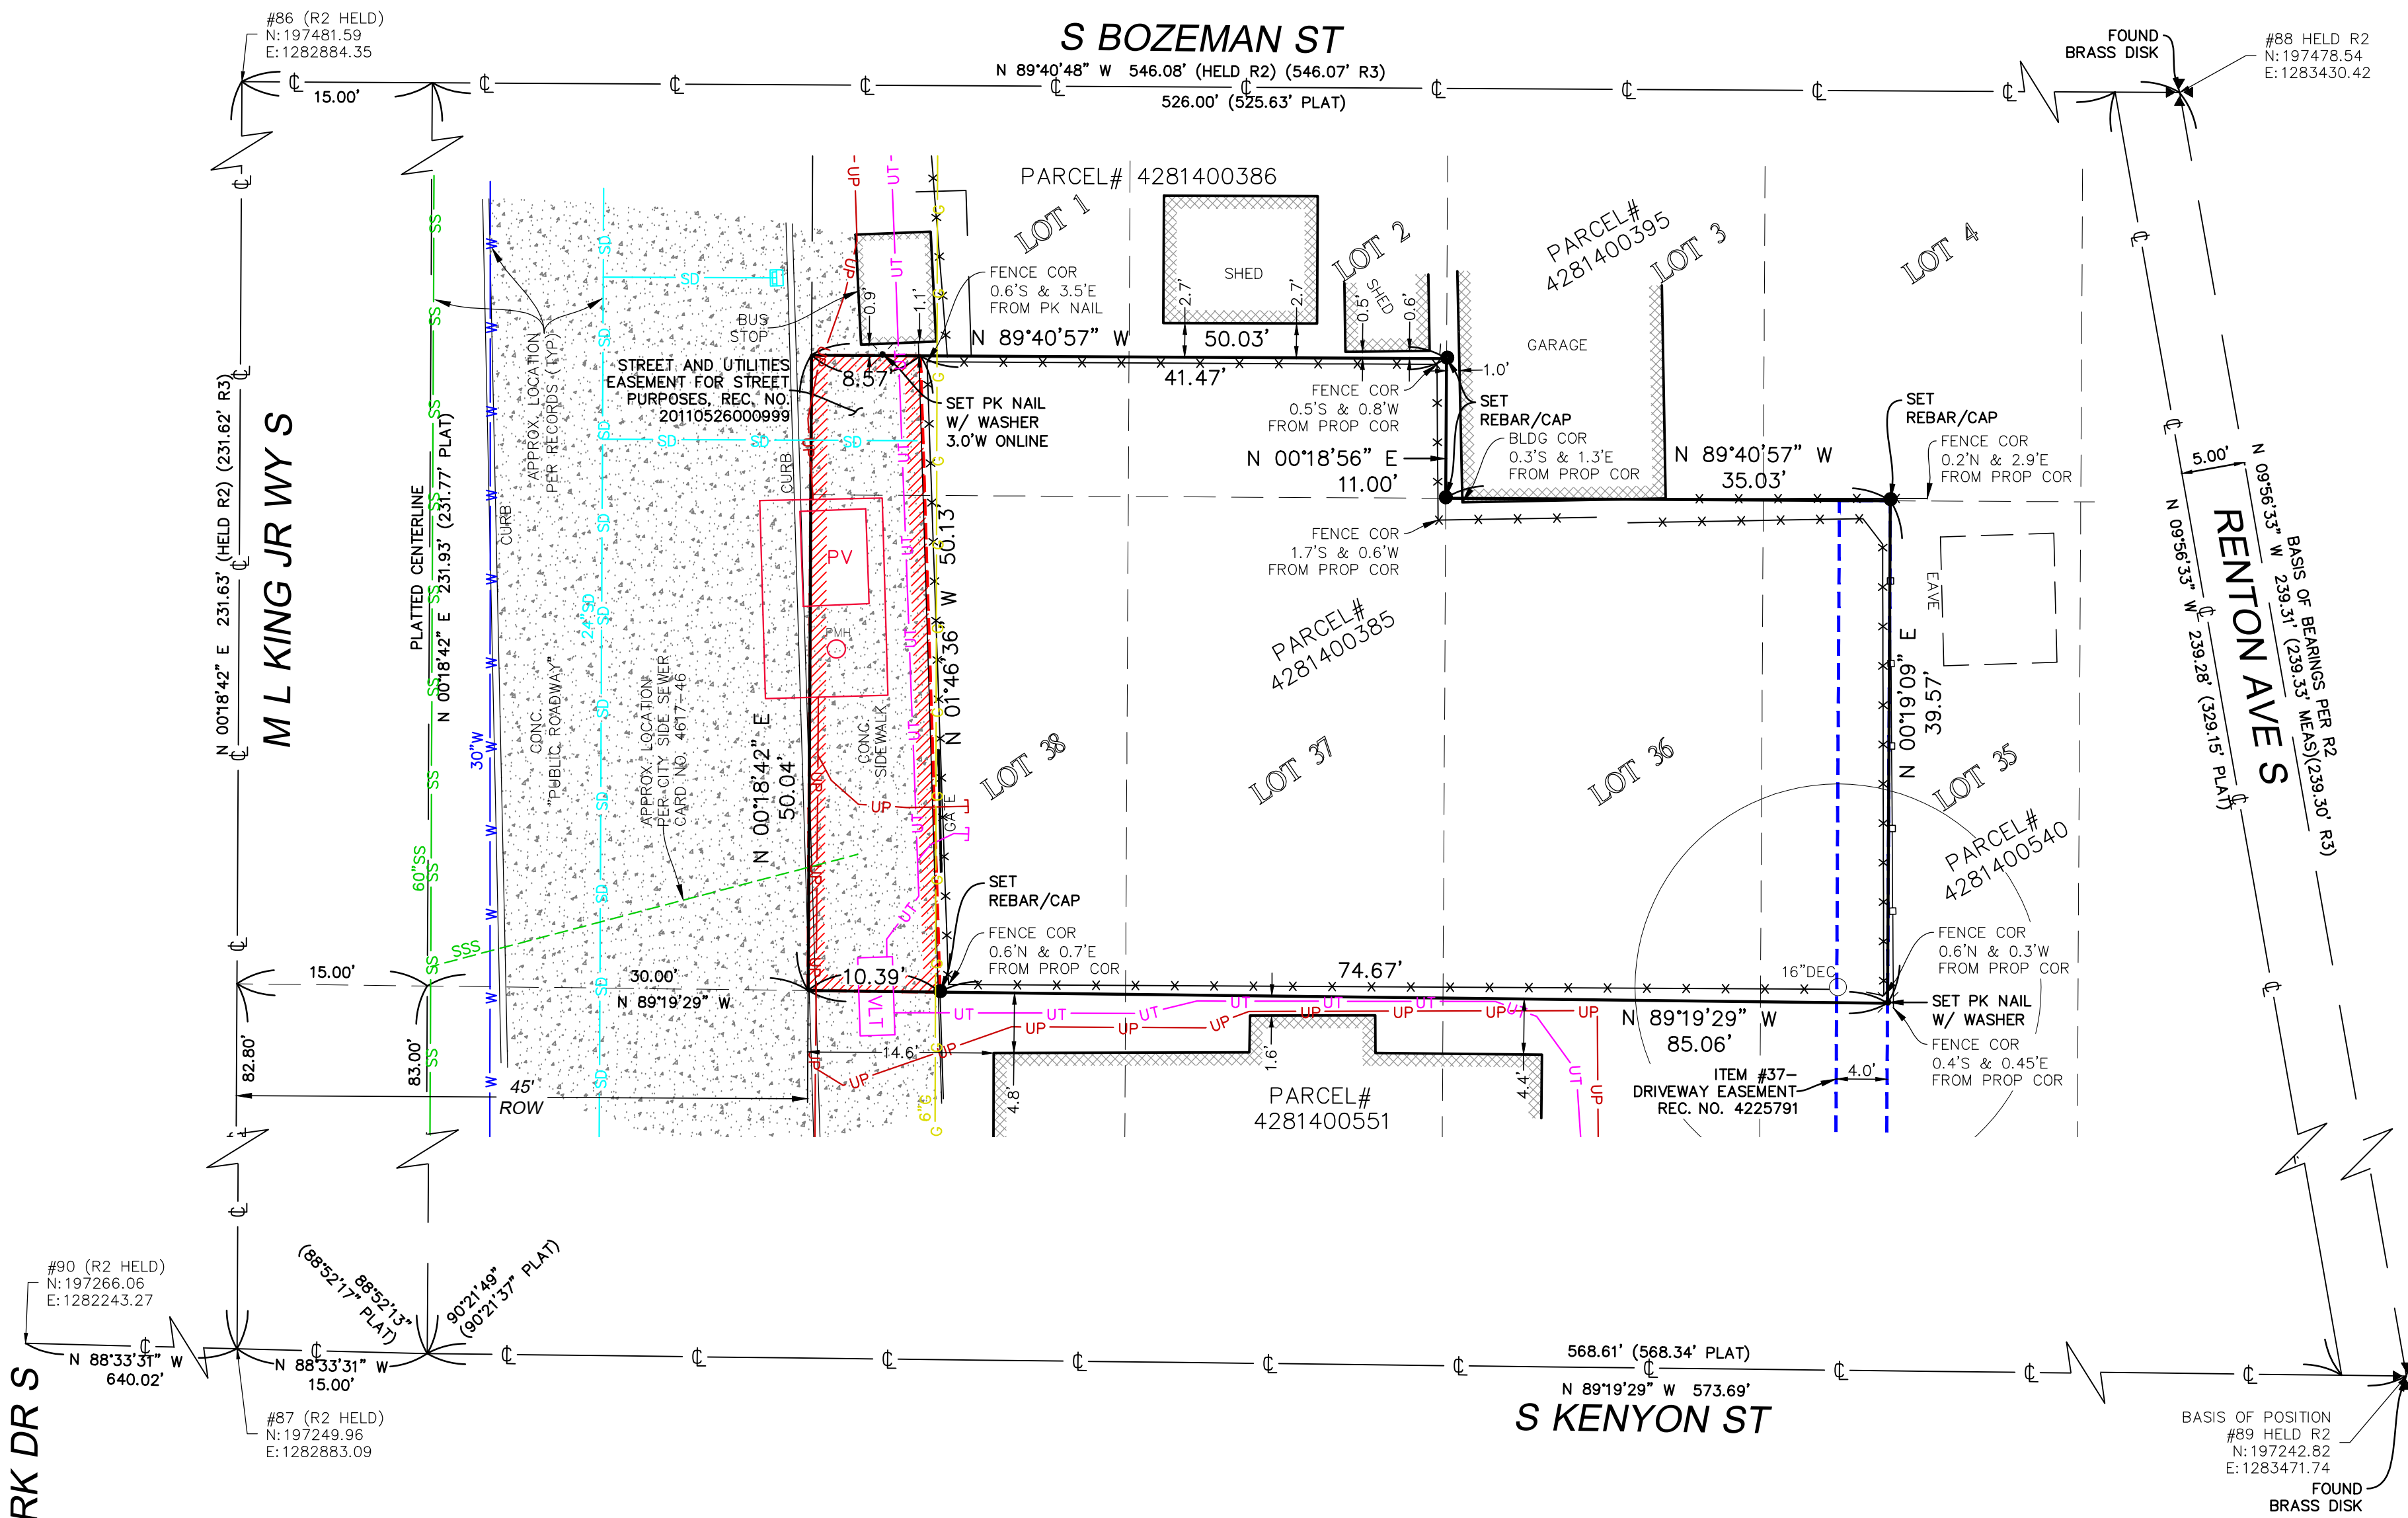 #86 (R2 HELD)
N:197481.59
E:1282884.35
S BOZEMAN ST
N 89°40'48" W 546.08' (HELD R2) (546.07' R3)
526.00' (525.63' PLAT)
15.00'
FOUND
BRASS DISK
#88 HELD R2
N:197478.54
E:1283430.42
PARCEL# 4281400386
LOT 1
LOT 2
PARCEL#
4281400395
LOT 3
LOT 4
SHED
SHED
GARAGE
BUS
STOP
0.9'
1.1'
FENCE COR
0.6'S & 3.5'E
FROM PK NAIL
2.7'
2.7'
0.5'
0.6'
N 89°40'57" W
50.03'
8.57'
41.47'
1.0'
STREET AND UTILITIES
EASEMENT FOR STREET
PURPOSES, REC. NO.
20110526000999
SET PK NAIL
W/ WASHER
3.0'W ONLINE
FENCE COR
0.5'S & 0.8'W
FROM PROP COR
SET
REBAR/CAP
BLDG COR
0.3'S & 1.3'E
FROM PROP COR
N 00°18'56" E
11.00'
N 89°40'57" W
35.03'
SET
REBAR/CAP
FENCE COR
0.2'N & 2.9'E
FROM PROP COR
FENCE COR
1.7'S & 0.6'W
FROM PROP COR
M L KING JR WY S
N 00°18'42" E 231.63' (HELD R2) (231.62' R3)
PLATTED CENTERLINE
N 00°18'42" E 231.93' (231.77' PLAT)
APPROX. LOCATION
PER RECORDS (TYP)
CURB
CURB
CONC.
"PUBLIC ROADWAY"
APPROX. LOCATION
PER CITY SIDE SEWER
CARD NO. 4617-46
60"SS
30"W
24"SD
SSS
PV
PMH
CONC.
SIDEWALK
N 00°18'42" E
50.04'
N 01°46'36 W 50.13'
GATE
LOT 38
LOT 37
LOT 36
LOT 35
PARCEL#
4281400385
PARCEL#
4281400540
N 00°19'09" E
39.57'
EAVE
5.00'
RENTON AVE S
BASIS OF BEARINGS PER R2
N 09°56'33" W 239.31' (239.33' MEAS)(239.30' R3)
N 09°56'33" W 239.28' (329.15' PLAT)
SET
REBAR/CAP
FENCE COR
0.6'N & 0.7'E
FROM PROP COR
15.00'
30.00'
N 89°19'29" W
10.39'
74.67'
N 89°19'29" W
85.06'
16"DEC
FENCE COR
0.6'N & 0.3'W
FROM PROP COR
SET PK NAIL
W/ WASHER
FENCE COR
0.4'S & 0.45'E
FROM PROP COR
ITEM #37-
DRIVEWAY EASEMENT
REC. NO. 4225791
4.0'
VLT
14.6'
4.8'
1.6'
4.4'
6"G
82.80'
83.00'
45'
ROW
PARCEL#
4281400551
#90 (R2 HELD)
N:197266.06
E:1282243.27
88°52'13"
(88°52'17" PLAT)
90°21'49"
(90°21'37" PLAT)
N 88°33'31" W
640.02'
N 88°33'31" W
15.00'
#87 (R2 HELD)
N:197249.96
E:1282883.09
568.61' (568.34' PLAT)
N 89°19'29" W 573.69'
S KENYON ST
BASIS OF POSITION
#89 HELD R2
N:197242.82
E:1283471.74
FOUND
BRASS DISK
RK DR S